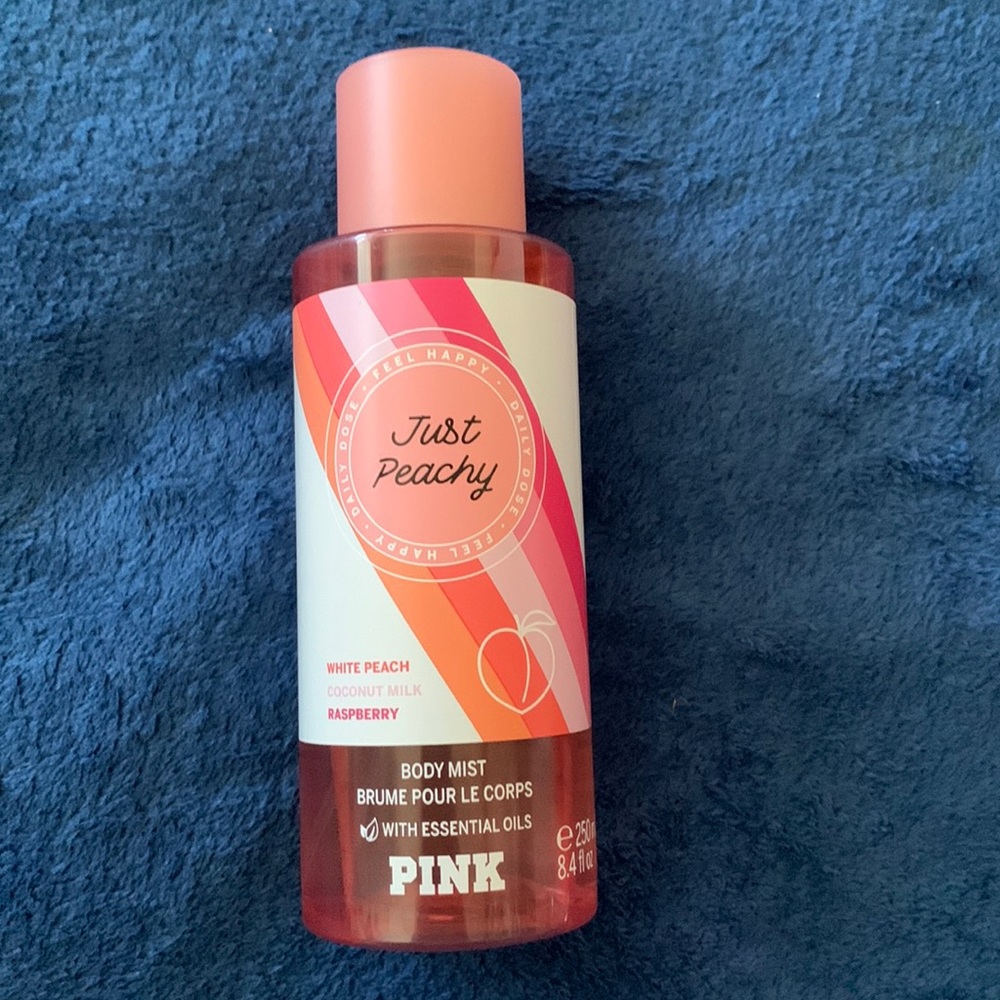 FEEL HAPPY · DAILY DOSE · FEEL HAPPY · DAILY DOSE ·
Just
Peachy
WHITE PEACH
COCONUT MILK
RASPBERRY
BODY MIST
BRUME POUR LE CORPS
WITH ESSENTIAL OILS
e 250
8.4 fl oz
PINK